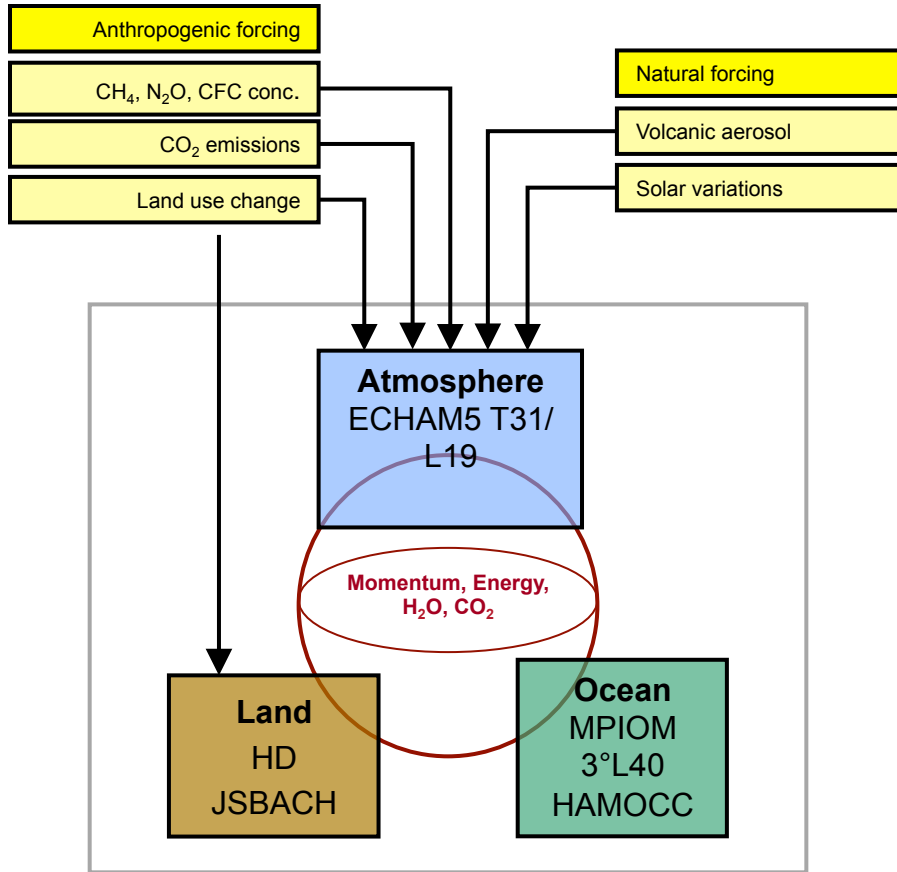 Anthropogenic forcing
CH₄, N₂O, CFC conc.
CO₂ emissions
Land use change
Natural forcing
Volcanic aerosol
Solar variations
Atmosphere
ECHAM5 T31/
L19
Momentum, Energy,
H₂O, CO₂
Land
HD
JSBACH
Ocean
MPIOM
3°L40
HAMOCC